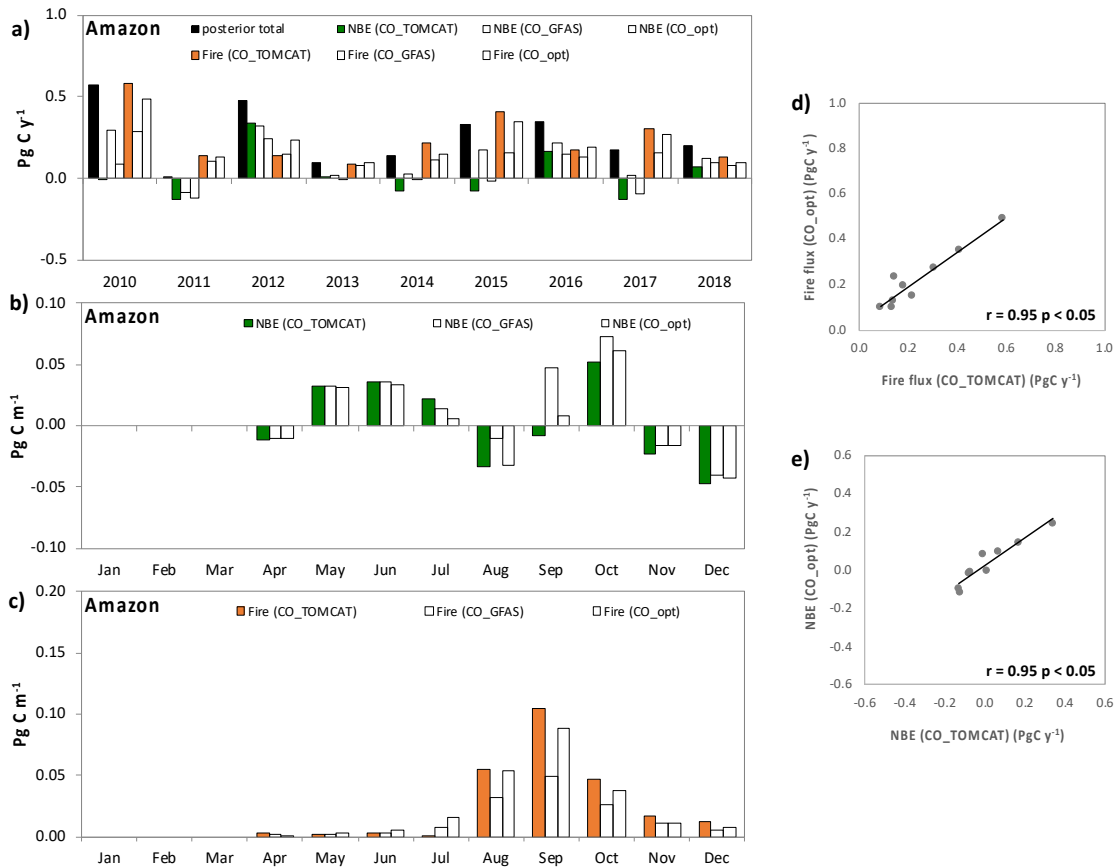 a)
Amazon
posterior total NBE (CO_TOMCAT) NBE (CO_GFAS) NBE (CO_opt)
Fire (CO_TOMCAT) Fire (CO_GFAS) Fire (CO_opt)
1.0
0.5
0.0
-0.5
Pg C y⁻¹
2010 2011 2012 2013 2014 2015 2016 2017 2018
b)
Amazon
NBE (CO_TOMCAT) NBE (CO_GFAS) NBE (CO_opt)
0.10
0.05
0.00
-0.05
-0.10
Pg C m⁻¹
Jan Feb Mar Apr May Jun Jul Aug Sep Oct Nov Dec
c)
Amazon
Fire (CO_TOMCAT) Fire (CO_GFAS) Fire (CO_opt)
0.20
0.15
0.10
0.05
0.00
Pg C m⁻¹
Jan Feb Mar Apr May Jun Jul Aug Sep Oct Nov Dec
d)
1.0
0.8
0.6
0.4
0.2
0.0
Fire flux (CO_opt) (PgC y⁻¹)
r = 0.95 p < 0.05
0.0 0.2 0.4 0.6 0.8 1.0
Fire flux (CO_TOMCAT) (PgC y⁻¹)
e)
0.6
0.4
0.2
0.0
-0.2
-0.4
-0.6
NBE (CO_opt) (PgC y⁻¹)
r = 0.95 p < 0.05
-0.6 -0.4 -0.2 0.0 0.2 0.4 0.6
NBE (CO_TOMCAT) (PgC y⁻¹)